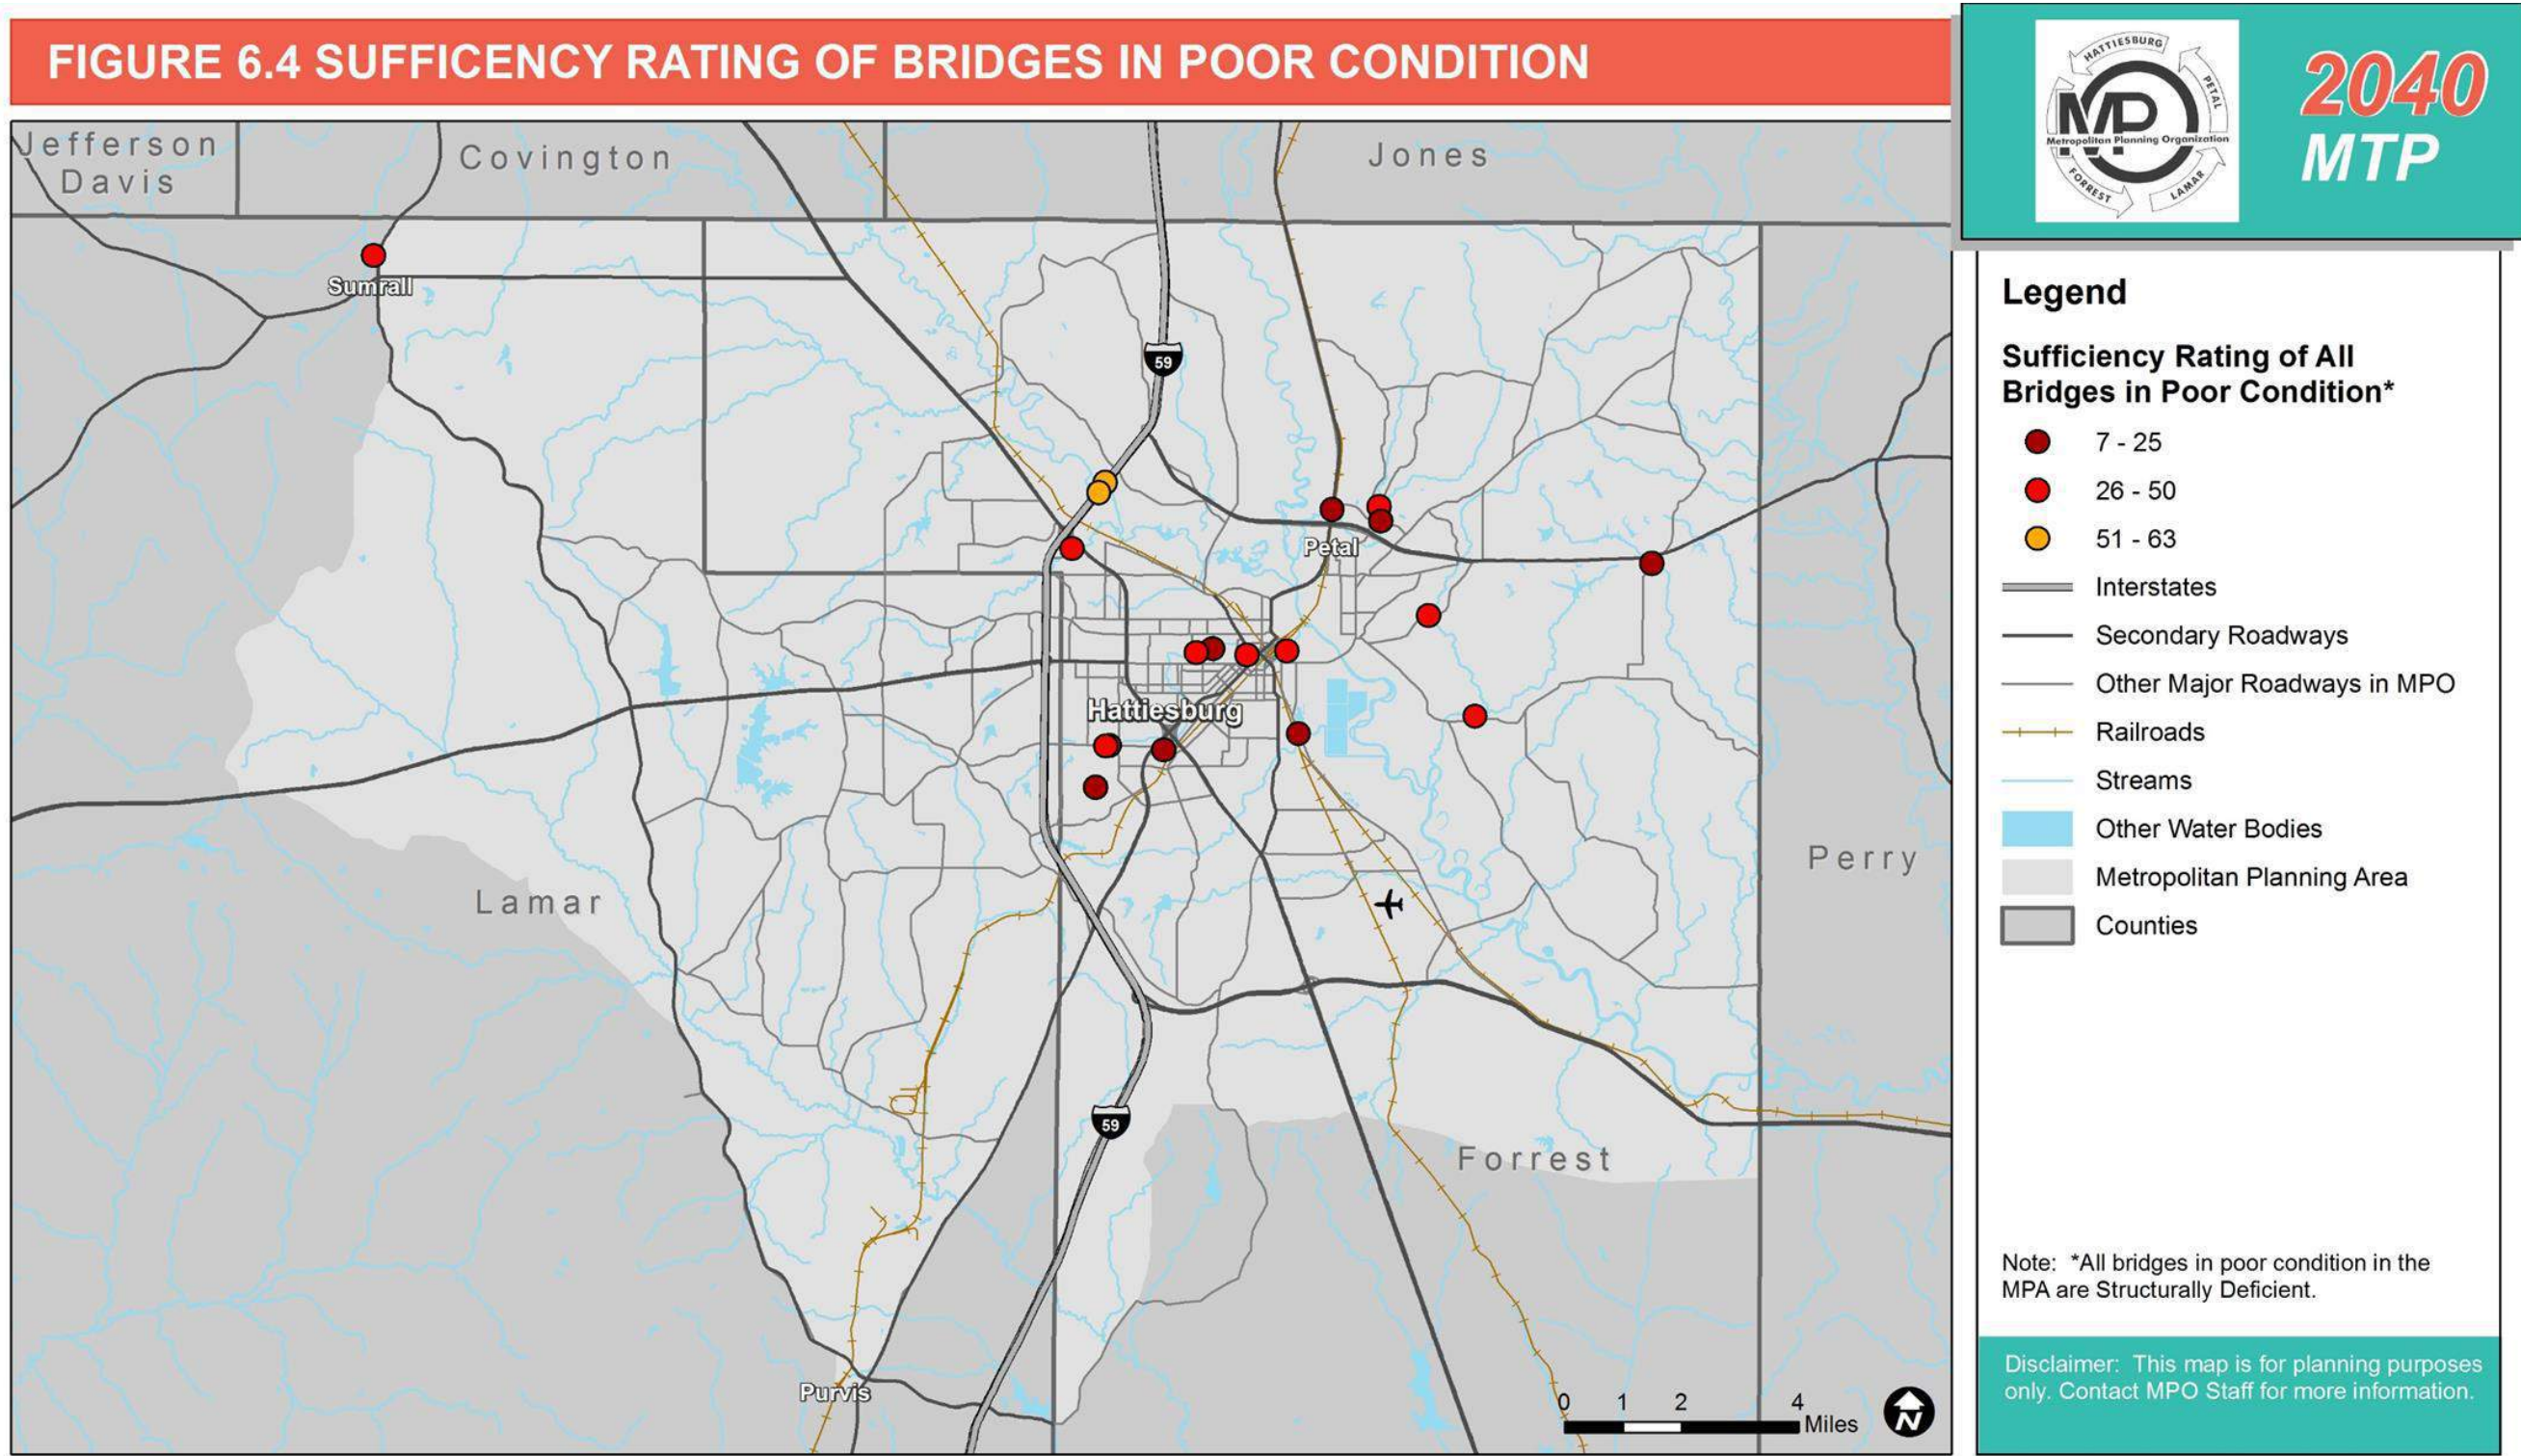 FIGURE 6.4 SUFFICENCY RATING OF BRIDGES IN POOR CONDITION
HATTIESBURG
PETAL
MP
Metropolitan Planning Organization
FORREST
LAMAR
2040
MTP
Jefferson
Davis
Covington
Jones
Sumrall
59
Petal
Hattiesburg
Perry
Lamar
59
Forrest
Purvis
0 1 2 4
Miles
N
Legend
Sufficiency Rating of All
Bridges in Poor Condition*
7 - 25
26 - 50
51 - 63
Interstates
Secondary Roadways
Other Major Roadways in MPO
Railroads
Streams
Other Water Bodies
Metropolitan Planning Area
Counties
Note: *All bridges in poor condition in the
MPA are Structurally Deficient.
Disclaimer: This map is for planning purposes
only. Contact MPO Staff for more information.